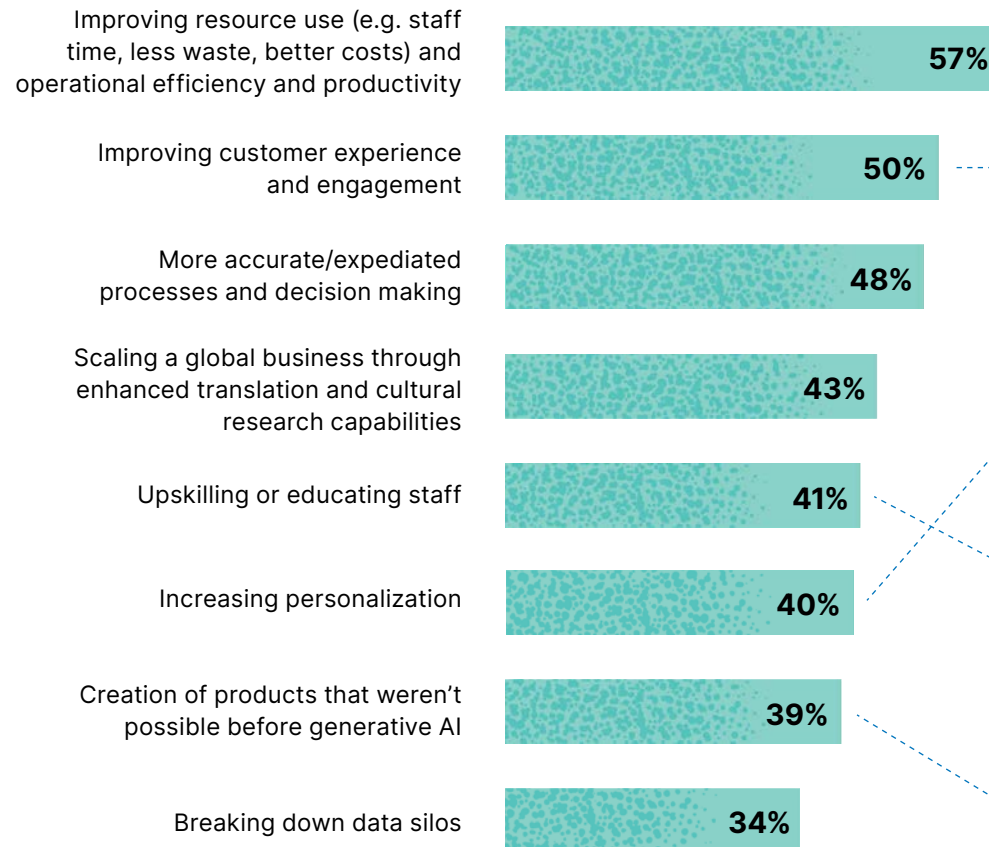 Improving resource use (e.g. staff
time, less waste, better costs) and
operational efficiency and productivity
57%
Improving customer experience
and engagement
50%
More accurate/expediated
processes and decision making
48%
Scaling a global business through
enhanced translation and cultural
research capabilities
43%
Upskilling or educating staff
41%
Increasing personalization
40%
Creation of products that weren’t
possible before generative AI
39%
Breaking down data silos
34%